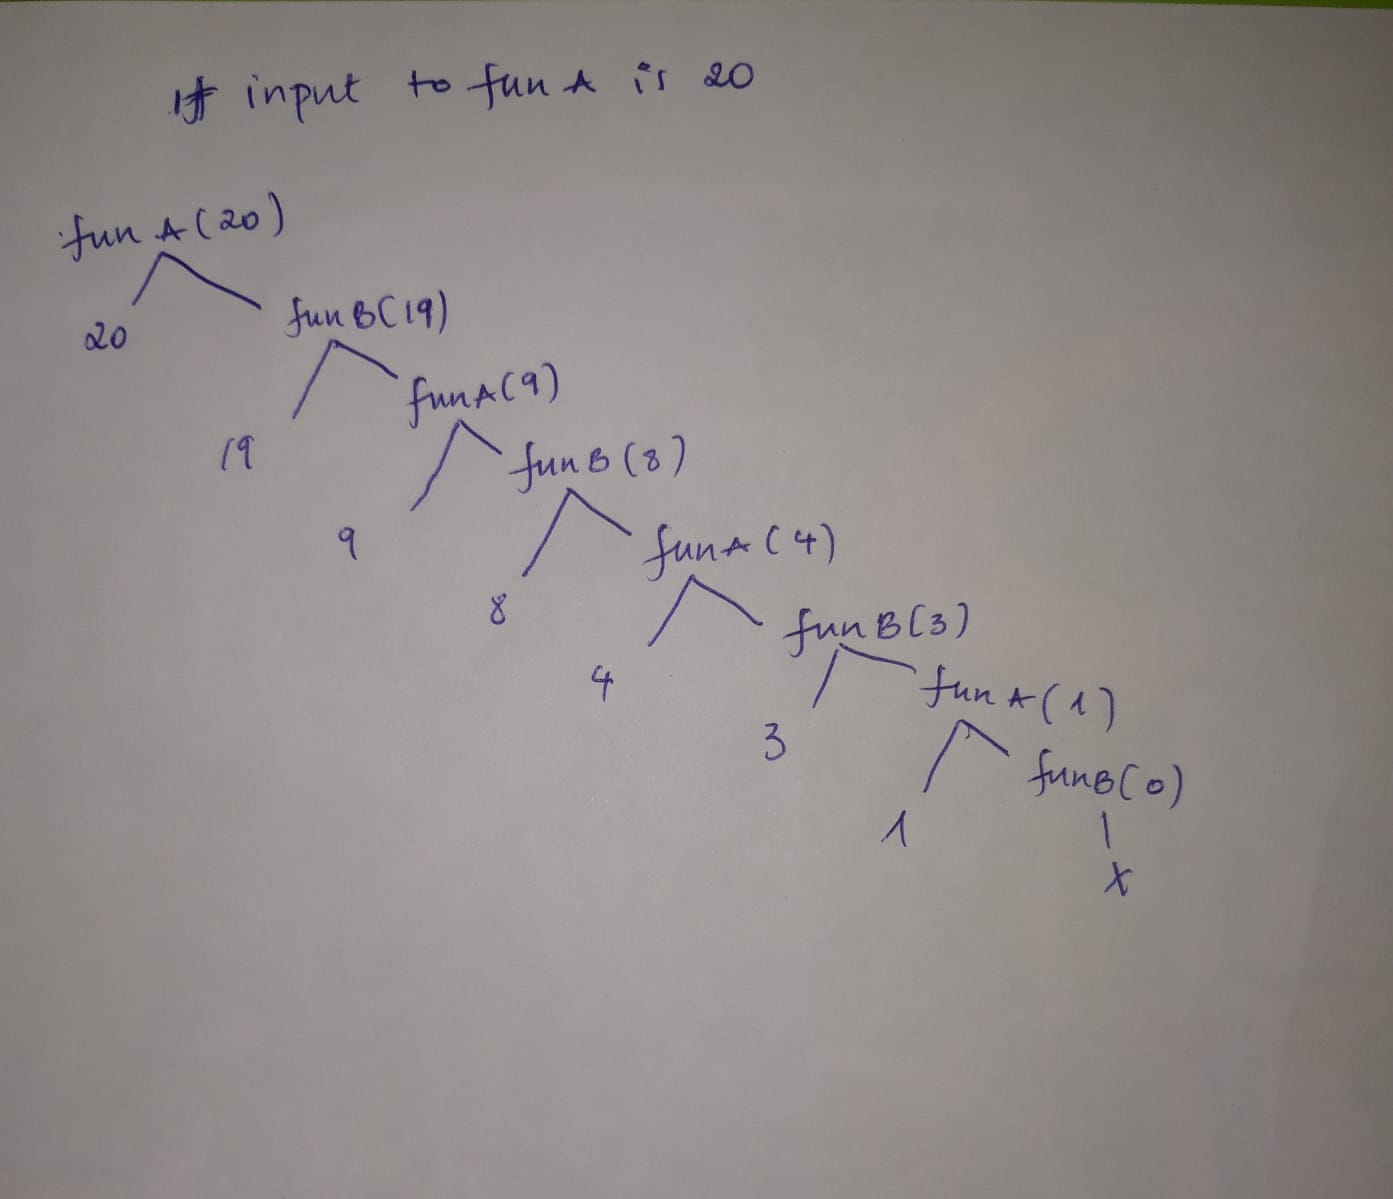 If input to fun A is 20
fun A(20)
20
fun B(19)
19
fun A(9)
9
fun B(8)
8
fun A(4)
4
fun B(3)
3
fun A(1)
1
fun B(0)
X